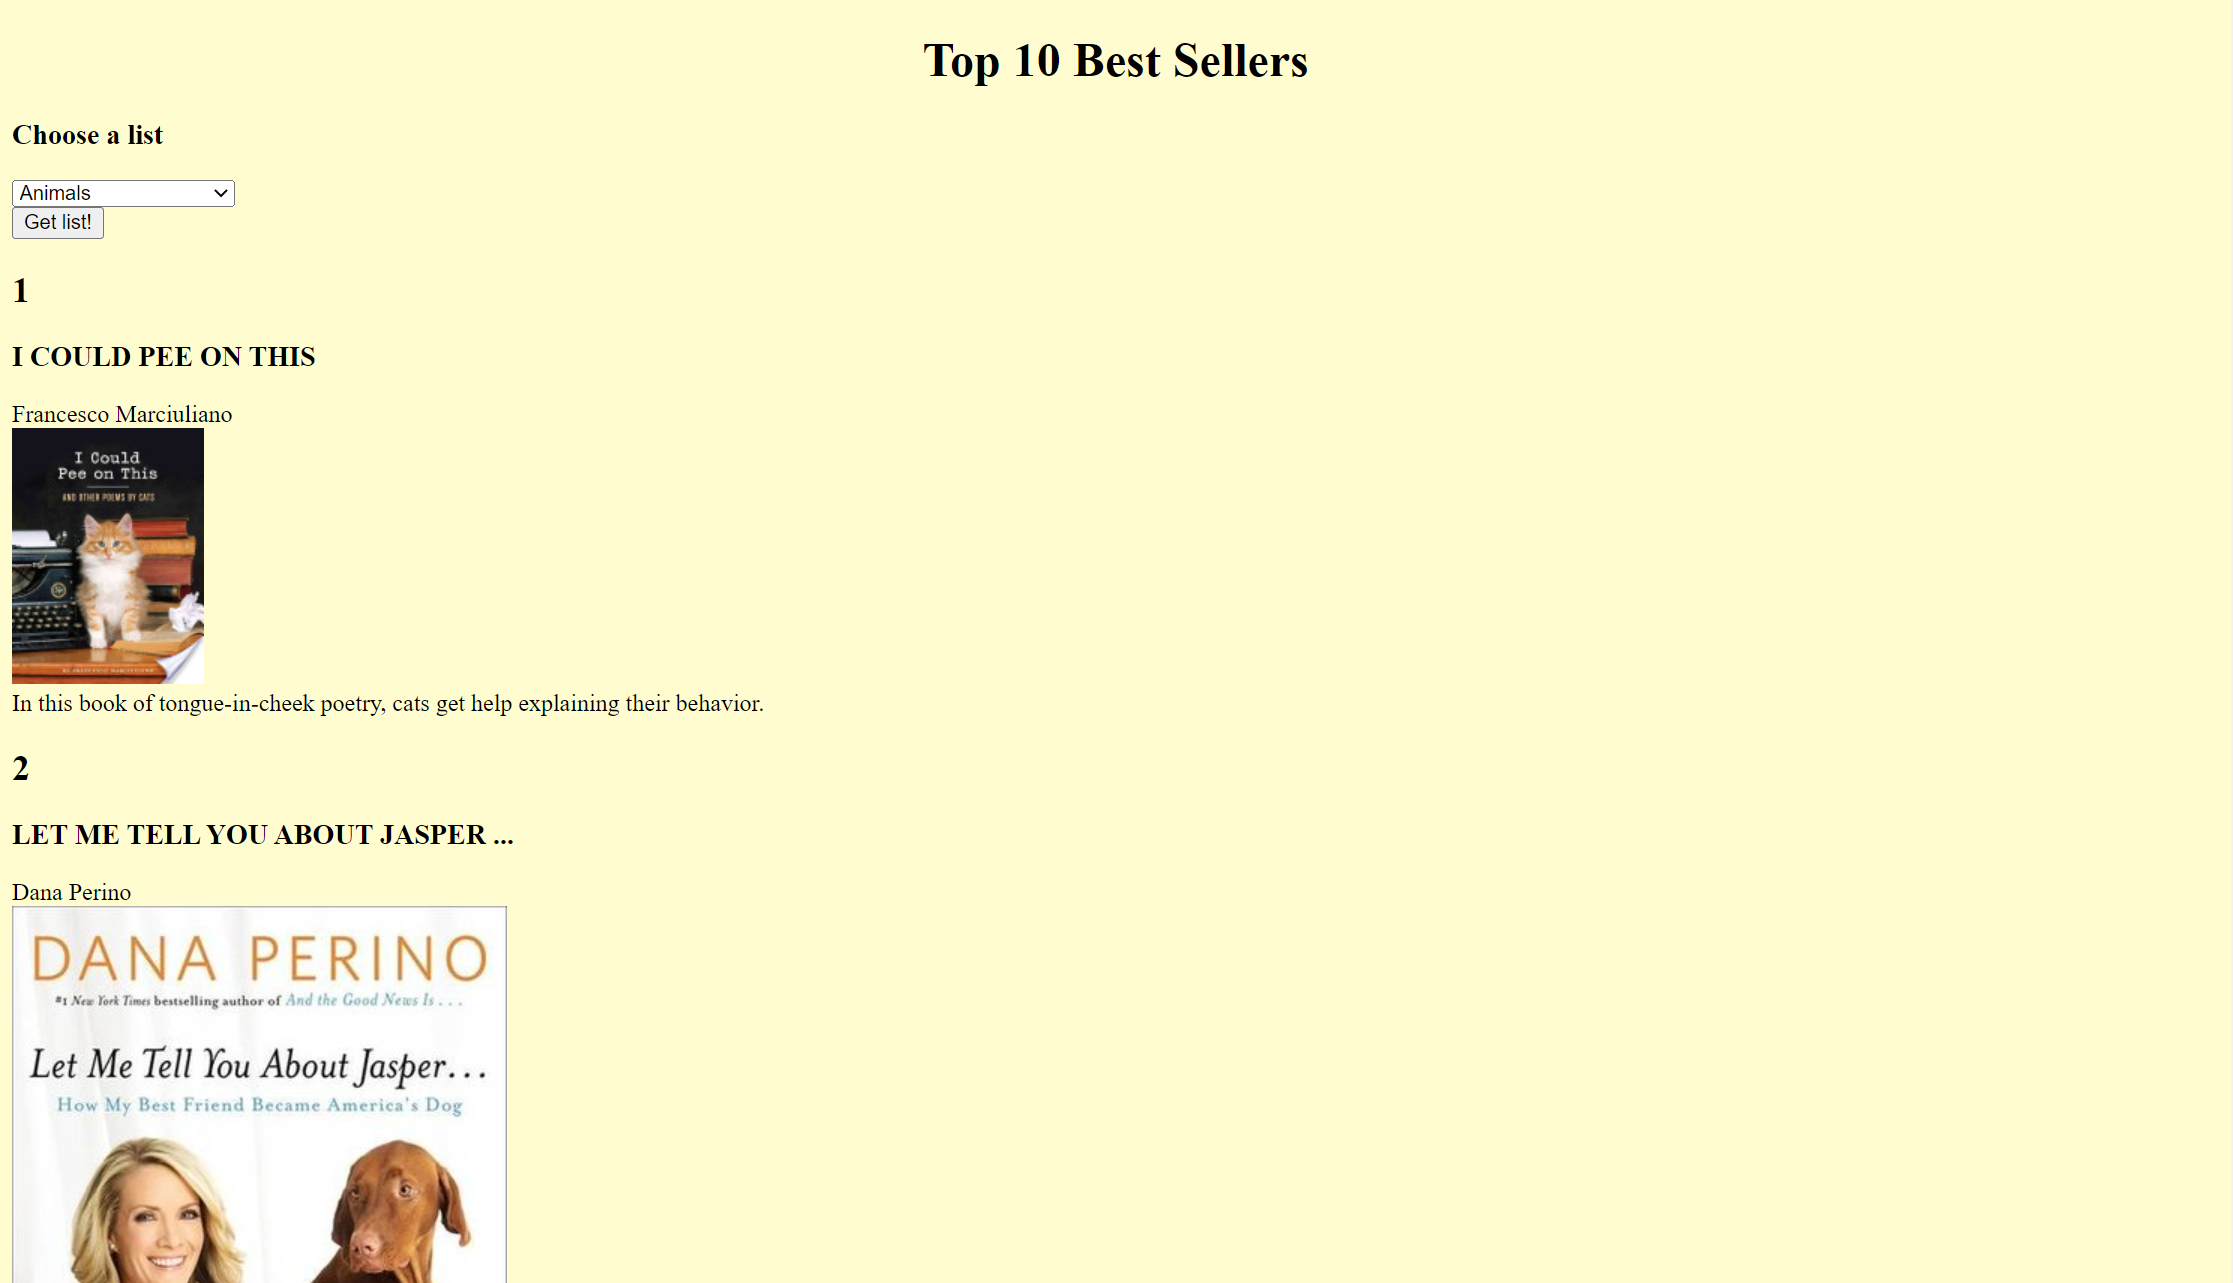 Top 10 Best Sellers
Choose a list
Animals
Get list!
1
I COULD PEE ON THIS
Francesco Marciuliano
I Could
Pee on This
AND OTHER POEMS BY CATS
BY FRANCESCO MARCIULIANO
In this book of tongue-in-cheek poetry, cats get help explaining their behavior.
2
LET ME TELL YOU ABOUT JASPER ...
Dana Perino
DANA PERINO
#1 New York Times bestselling author of And the Good News Is . . .
Let Me Tell You About Jasper...
How My Best Friend Became America's Dog